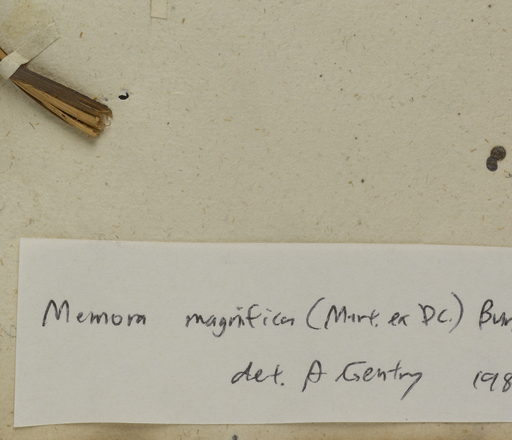 Memora magnifica (Mart. ex DC.) Bur
det. A Gentry 198